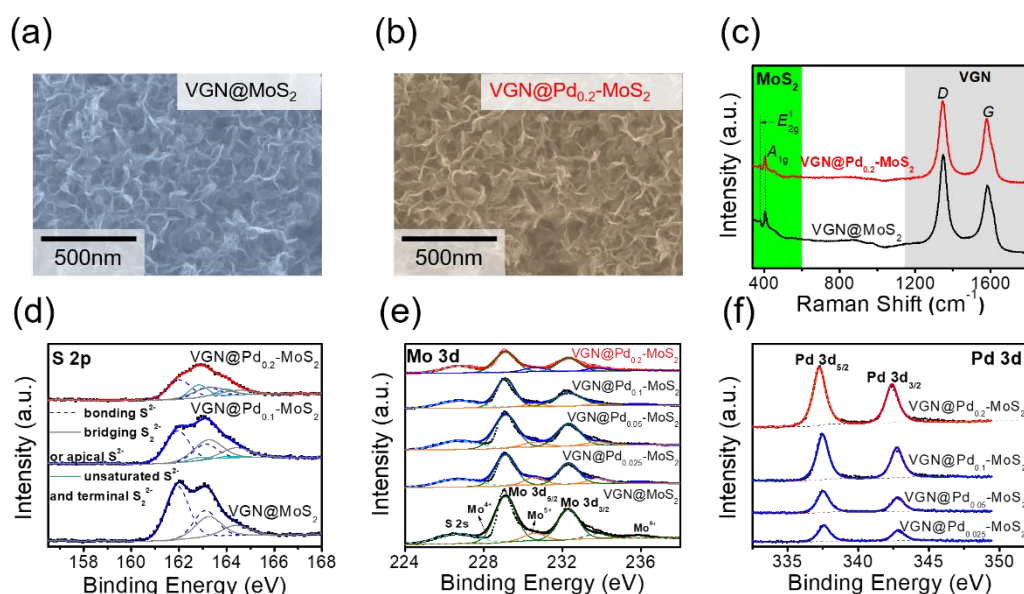 (a)
VGN@MoS₂
500nm
(b)
VGN@Pd₀.₂-MoS₂
500nm
(c)
MoS₂
VGN
D
G
E¹₂g
A₁g
VGN@Pd₀.₂-MoS₂
VGN@MoS₂
Intensity (a.u.)
400 800 1200 1600
Raman Shift (cm⁻¹)
(d)
S 2p
VGN@Pd₀.₂-MoS₂
VGN@Pd₀.₁-MoS₂
bonding S²⁻
bridging S₂²⁻
or apical S²⁻
unsaturated S²⁻
and terminal S₂²⁻
VGN@MoS₂
Intensity (a.u.)
158 160 162 164 166 168
Binding Energy (eV)
(e)
Mo 3d
VGN@Pd₀.₂-MoS₂
VGN@Pd₀.₁-MoS₂
VGN@Pd₀.₀₅-MoS₂
VGN@Pd₀.₀₂₅-MoS₂
VGN@MoS₂
S 2s
Mo⁴⁺
Mo 3d₅/₂
Mo⁵⁺
Mo 3d₃/₂
Mo⁶⁺
Intensity (a.u.)
224 228 232 236
Binding Energy (eV)
(f)
Pd 3d
Pd 3d₅/₂
Pd 3d₃/₂
VGN@Pd₀.₂-MoS₂
VGN@Pd₀.₁-MoS₂
VGN@Pd₀.₀₅-MoS₂
VGN@Pd₀.₀₂₅-MoS₂
Intensity (a.u.)
335 340 345 350
Binding Energy (eV)